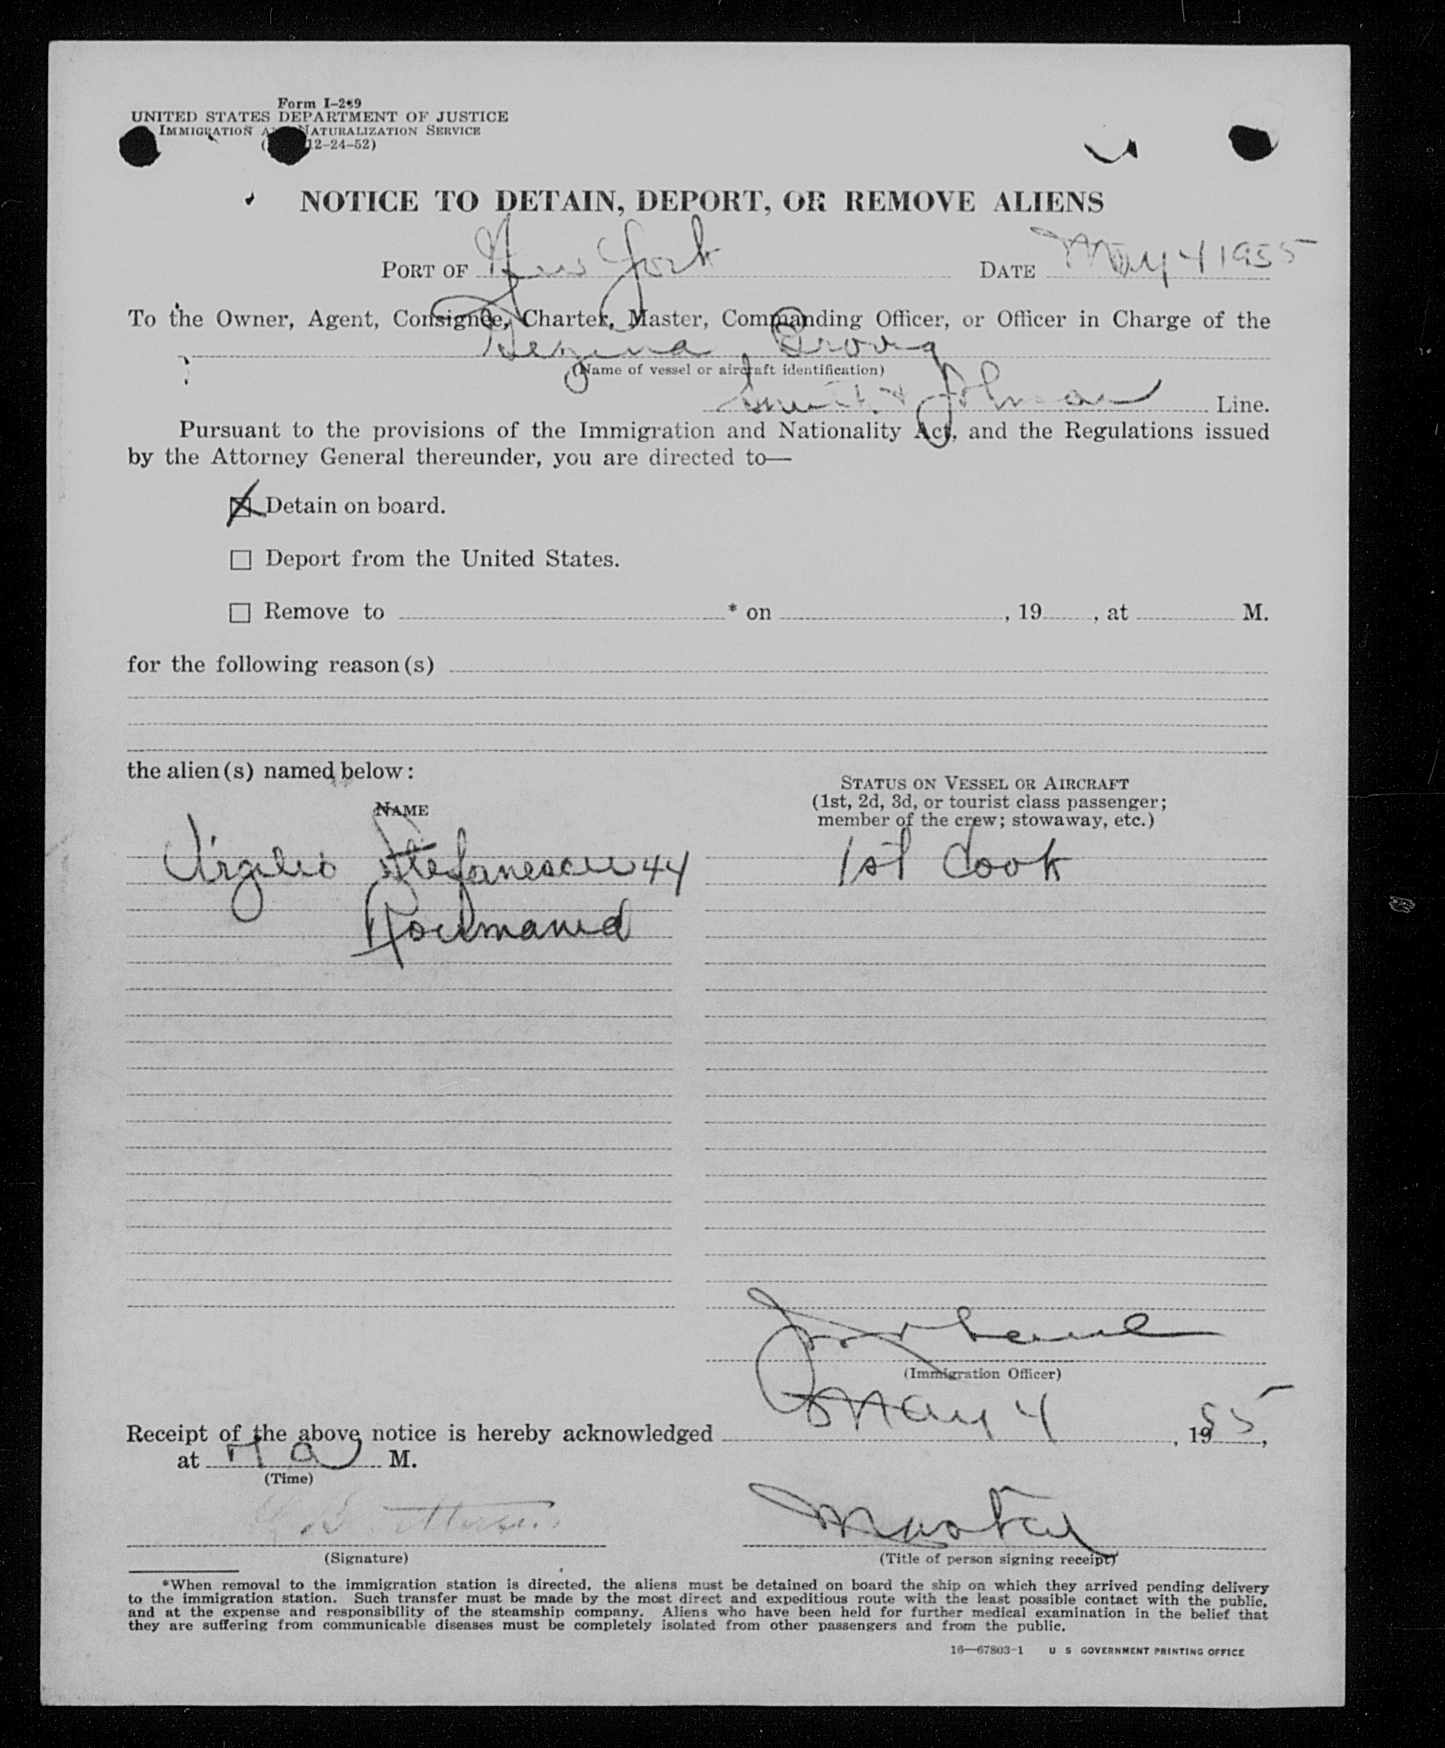 Form I-259
UNITED STATES DEPARTMENT OF JUSTICE
IMMIGRATION AND NATURALIZATION SERVICE
12-24-52)
NOTICE TO DETAIN, DEPORT, OR REMOVE ALIENS
PORT OF New York DATE May 4 1955
To the Owner, Agent, Consignee, Charter, Master, Commanding Officer, or Officer in Charge of the
(Name of vessel or aircraft identification)
Smith & Johnson Line.
Pursuant to the provisions of the Immigration and Nationality Act, and the Regulations issued
by the Attorney General thereunder, you are directed to—
☒ Detain on board.
☐ Deport from the United States.
☐ Remove to * on , 19 , at M.
for the following reason(s)
the alien(s) named below:
STATUS ON VESSEL OR AIRCRAFT
(1st, 2d, 3d, or tourist class passenger;
member of the crew; stowaway, etc.)
NAME
Virgilio Stefanescu 44 1st Cook
Roumania
(Immigration Officer)
Receipt of the above notice is hereby acknowledged May 4, 1955,
at M.
(Time)
Master
(Signature) (Title of person signing receipt)
*When removal to the immigration station is directed, the aliens must be detained on board the ship on which they arrived pending delivery
to the immigration station. Such transfer must be made by the most direct and expeditious route with the least possible contact with the public,
and at the expense and responsibility of the steamship company. Aliens who have been held for further medical examination in the belief that
they are suffering from communicable diseases must be completely isolated from other passengers and from the public.
16—67803-1 U S GOVERNMENT PRINTING OFFICE